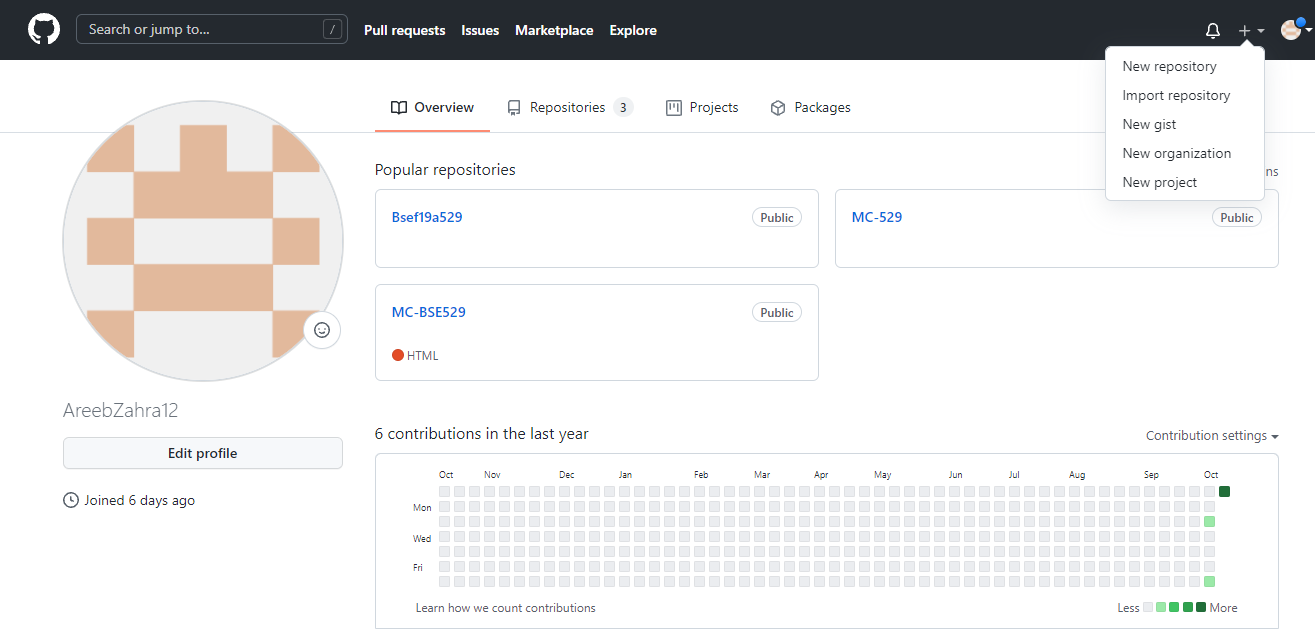 Search or jump to... /
Pull requests Issues Marketplace Explore
New repository
Import repository
New gist
New organization
New project
Overview Repositories 3 Projects Packages
Popular repositories
ns
Bsef19a529 Public
MC-529 Public
MC-BSE529 Public
HTML
AreebZahra12
Edit profile
Joined 6 days ago
6 contributions in the last year
Contribution settings
Oct Nov Dec Jan Feb Mar Apr May Jun Jul Aug Sep Oct
Mon
Wed
Fri
Learn how we count contributions
Less More